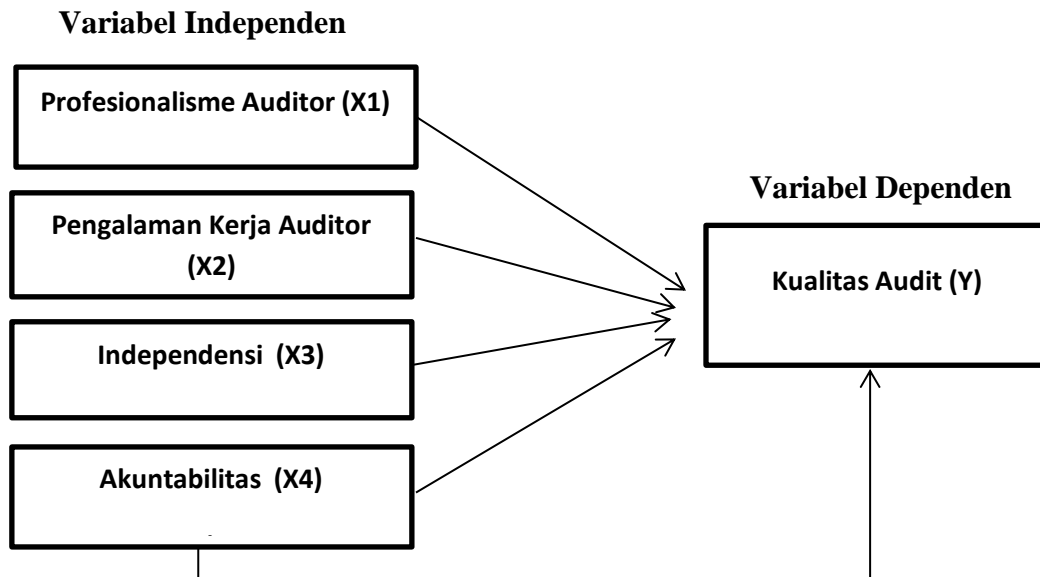 Variabel Independen
Profesionalisme Auditor (X1)
Pengalaman Kerja Auditor
(X2)
Independensi (X3)
Akuntabilitas (X4)
Variabel Dependen
Kualitas Audit (Y)